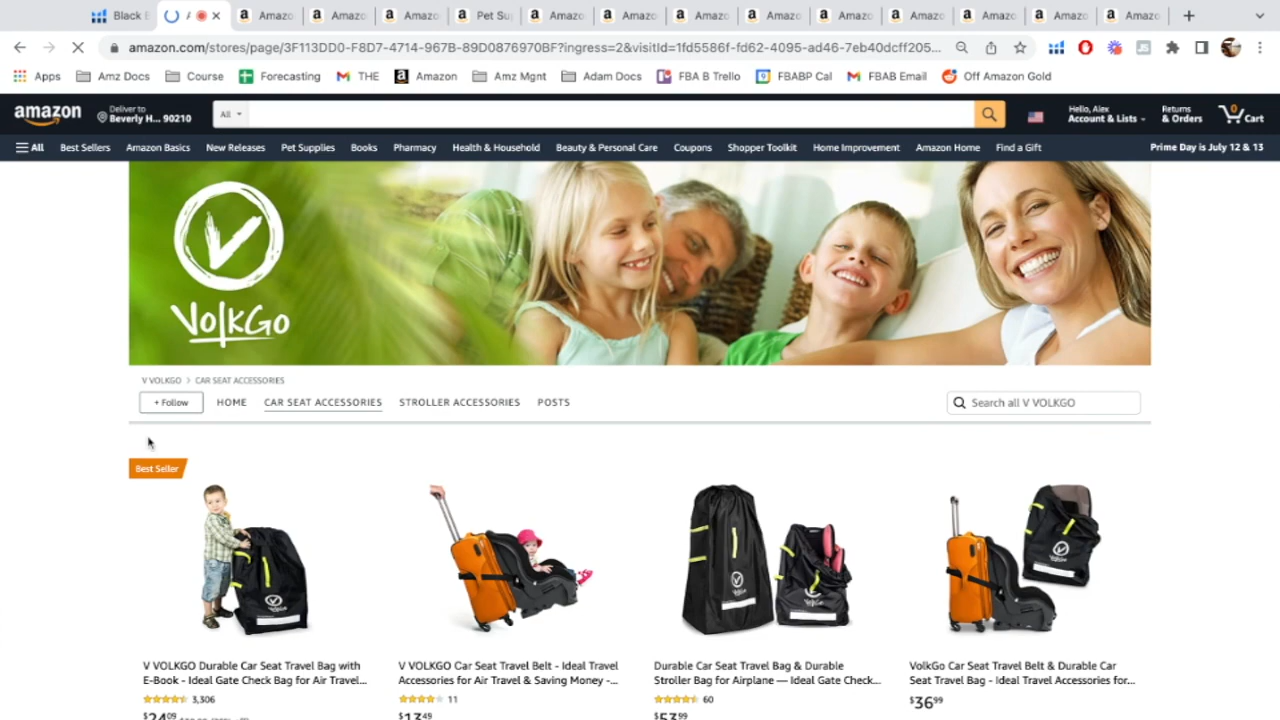 Black
Amazo
Amazo
Amazo
Pet Su
Amazo
Amazo
Amazo
Amazo
Amazo
Amazo
Amazo
Amazo
Amazo
amazon.com/stores/page/3F113DD0-F8D7-4714-967B-89D0876970BF?ingress=2&visitId=1fd5586f-fd62-4095-ad46-7eb40dcff205...
Apps Amz Docs Course Forecasting THE Amazon Amz Mgnt Adam Docs FBA B Trello FBABP Cal FBAB Email Off Amazon Gold
amazon
Deliver to
Beverly H... 90210
All
Hello, Alex
Account & Lists
Returns
& Orders
0
Cart
All Best Sellers Amazon Basics New Releases Pet Supplies Books Pharmacy Health & Household Beauty & Personal Care Coupons Shopper Toolkit Home Improvement Amazon Home Find a Gift Prime Day is July 12 & 13
VolkGo
V VOLKGO > CAR SEAT ACCESSORIES
+ Follow HOME CAR SEAT ACCESSORIES STROLLER ACCESSORIES POSTS Search all V VOLKGO
Best Seller
V VOLKGO Durable Car Seat Travel Bag with
E-Book - Ideal Gate Check Bag for Air Travel...
3,306
$2409
V VOLKGO Car Seat Travel Belt - Ideal Travel
Accessories for Air Travel & Saving Money -...
11
$1349
Durable Car Seat Travel Bag & Durable
Stroller Bag for Airplane — Ideal Gate Check...
60
$5399
VolkGo Car Seat Travel Belt & Durable Car
Seat Travel Bag - Ideal Travel Accessories for...
$3699